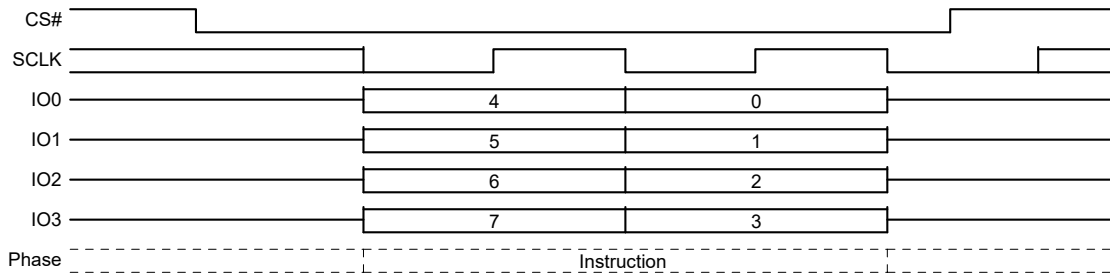 CS#
SCLK
IO0 4 0
IO1 5 1
IO2 6 2
IO3 7 3
Phase Instruction